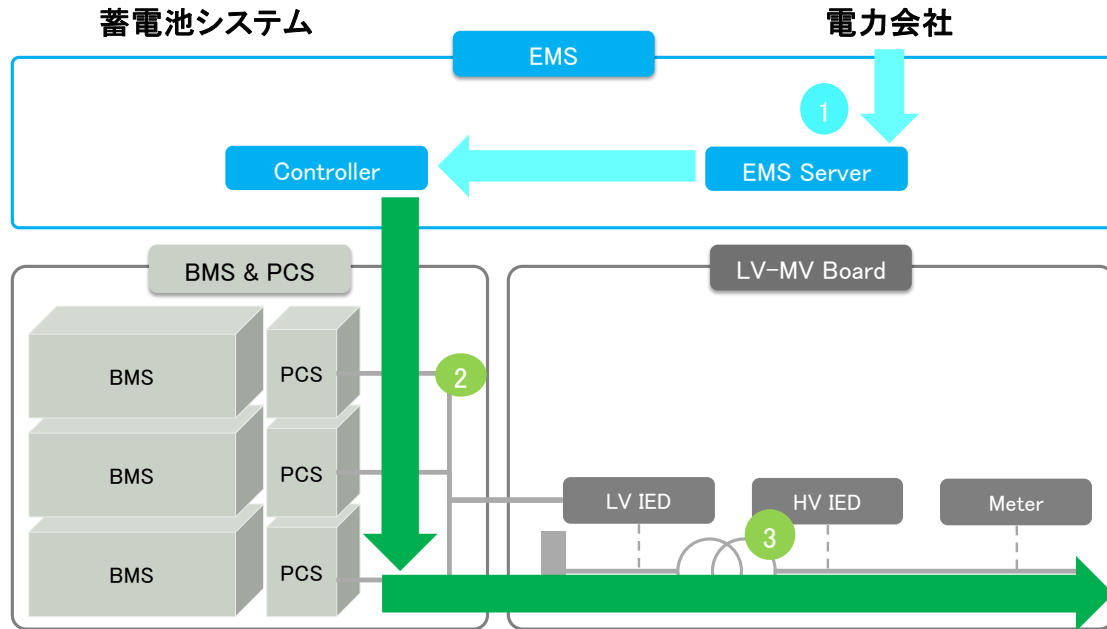 蓄電池システム
電力会社
EMS
1
Controller
EMS Server
BMS & PCS
LV-MV Board
BMS
PCS
2
BMS
PCS
LV IED
HV IED
Meter
3
BMS
PCS